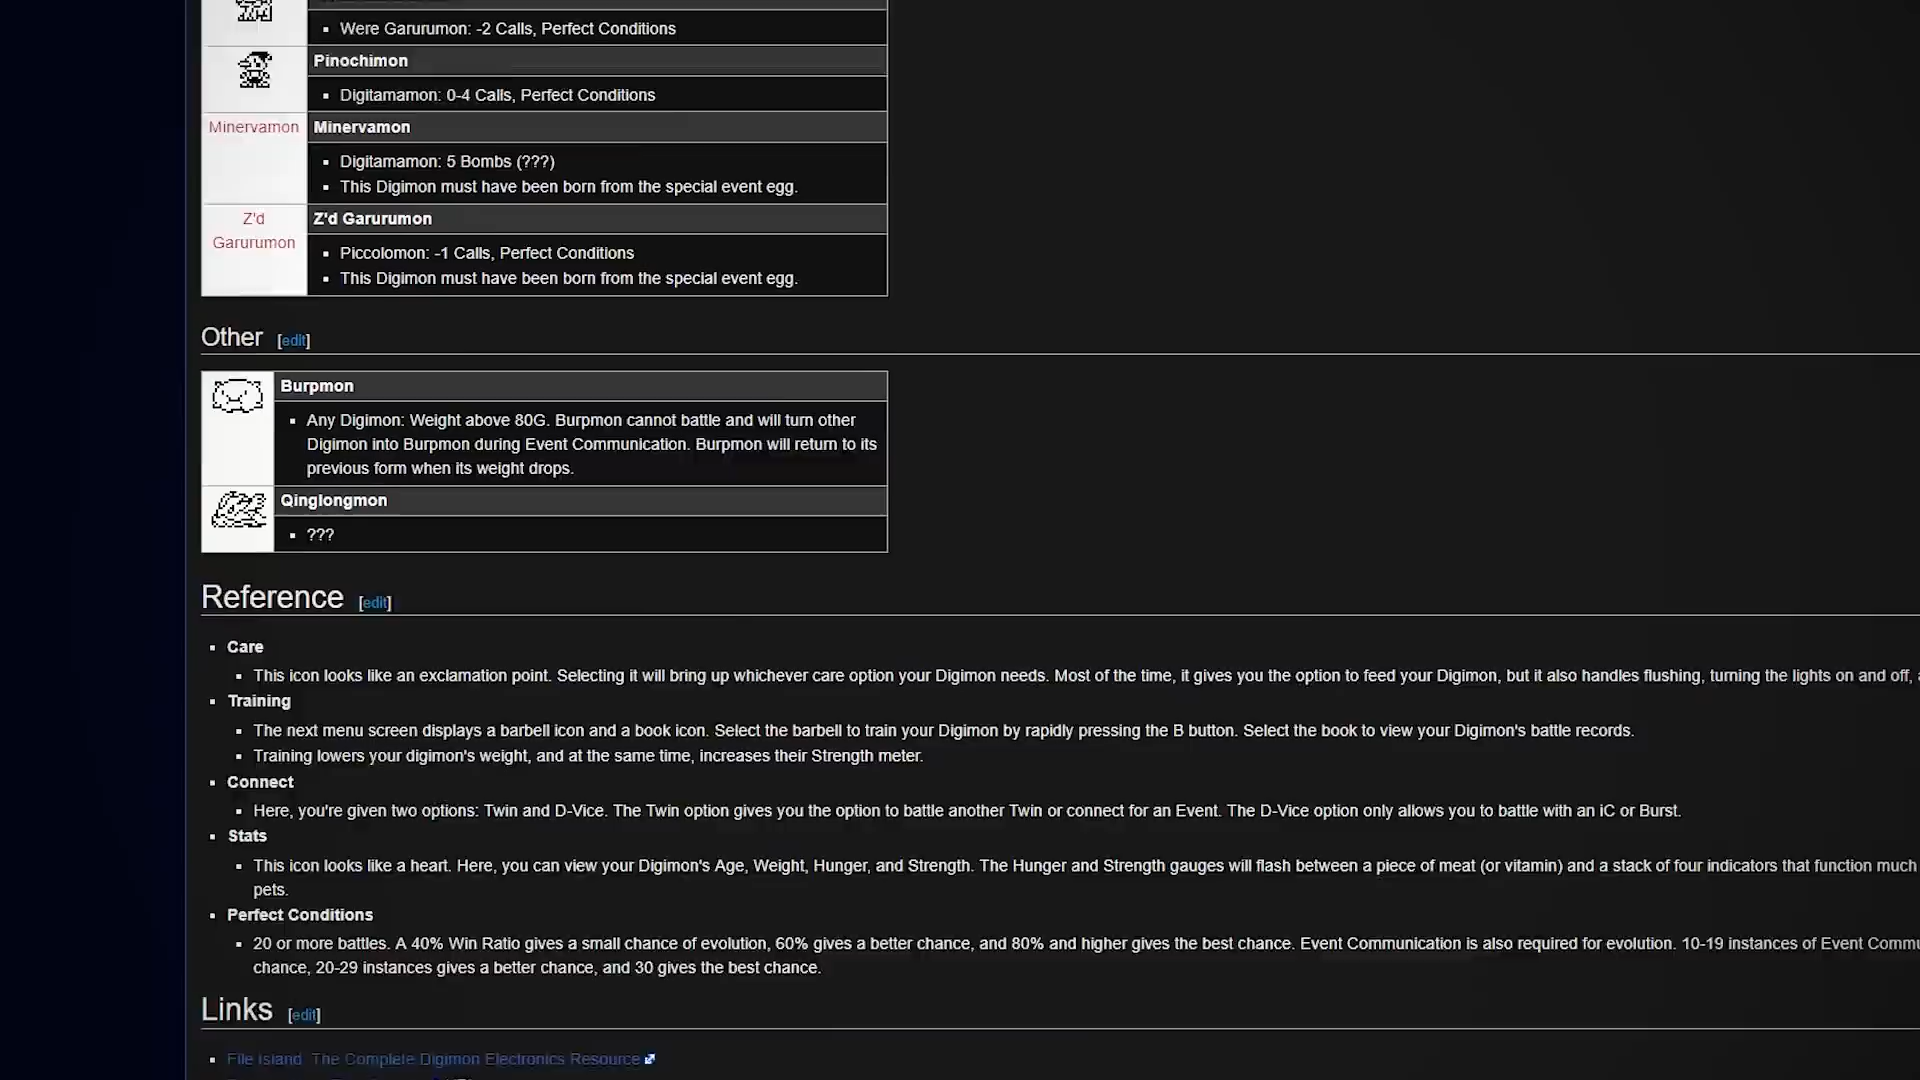 Were Garurumon: -2 Calls, Perfect Conditions
Pinochimon
Digitamamon: 0-4 Calls, Perfect Conditions
Minervamon
Minervamon
Digitamamon: 5 Bombs (???)
This Digimon must have been born from the special event egg.
Z'd
Garurumon
Z'd Garurumon
Piccolomon: -1 Calls, Perfect Conditions
This Digimon must have been born from the special event egg.
Other [edit]
Burpmon
Any Digimon: Weight above 80G. Burpmon cannot battle and will turn other
Digimon into Burpmon during Event Communication. Burpmon will return to its
previous form when its weight drops.
Qinglongmon
???
Reference [edit]
Care
This icon looks like an exclamation point. Selecting it will bring up whichever care option your Digimon needs. Most of the time, it gives you the option to feed your Digimon, but it also handles flushing, turning the lights on and off,
Training
The next menu screen displays a barbell icon and a book icon. Select the barbell to train your Digimon by rapidly pressing the B button. Select the book to view your Digimon's battle records.
Training lowers your digimon's weight, and at the same time, increases their Strength meter.
Connect
Here, you're given two options: Twin and D-Vice. The Twin option gives you the option to battle another Twin or connect for an Event. The D-Vice option only allows you to battle with an iC or Burst.
Stats
This icon looks like a heart. Here, you can view your Digimon's Age, Weight, Hunger, and Strength. The Hunger and Strength gauges will flash between a piece of meat (or vitamin) and a stack of four indicators that function much
pets.
Perfect Conditions
20 or more battles. A 40% Win Ratio gives a small chance of evolution, 60% gives a better chance, and 80% and higher gives the best chance. Event Communication is also required for evolution. 10-19 instances of Event Commu
chance, 20-29 instances gives a better chance, and 30 gives the best chance.
Links [edit]
File Island: The Complete Digimon Electronics Resource